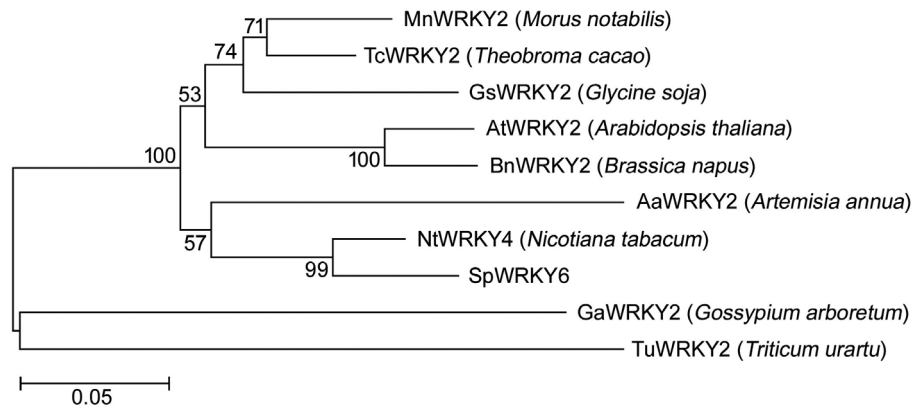 MnWRKY2 (Morus notabilis)
71
TcWRKY2 (Theobroma cacao)
74
GsWRKY2 (Glycine soja)
53
AtWRKY2 (Arabidopsis thaliana)
100
100
BnWRKY2 (Brassica napus)
AaWRKY2 (Artemisia annua)
57
NtWRKY4 (Nicotiana tabacum)
99
SpWRKY6
GaWRKY2 (Gossypium arboretum)
TuWRKY2 (Triticum urartu)
0.05